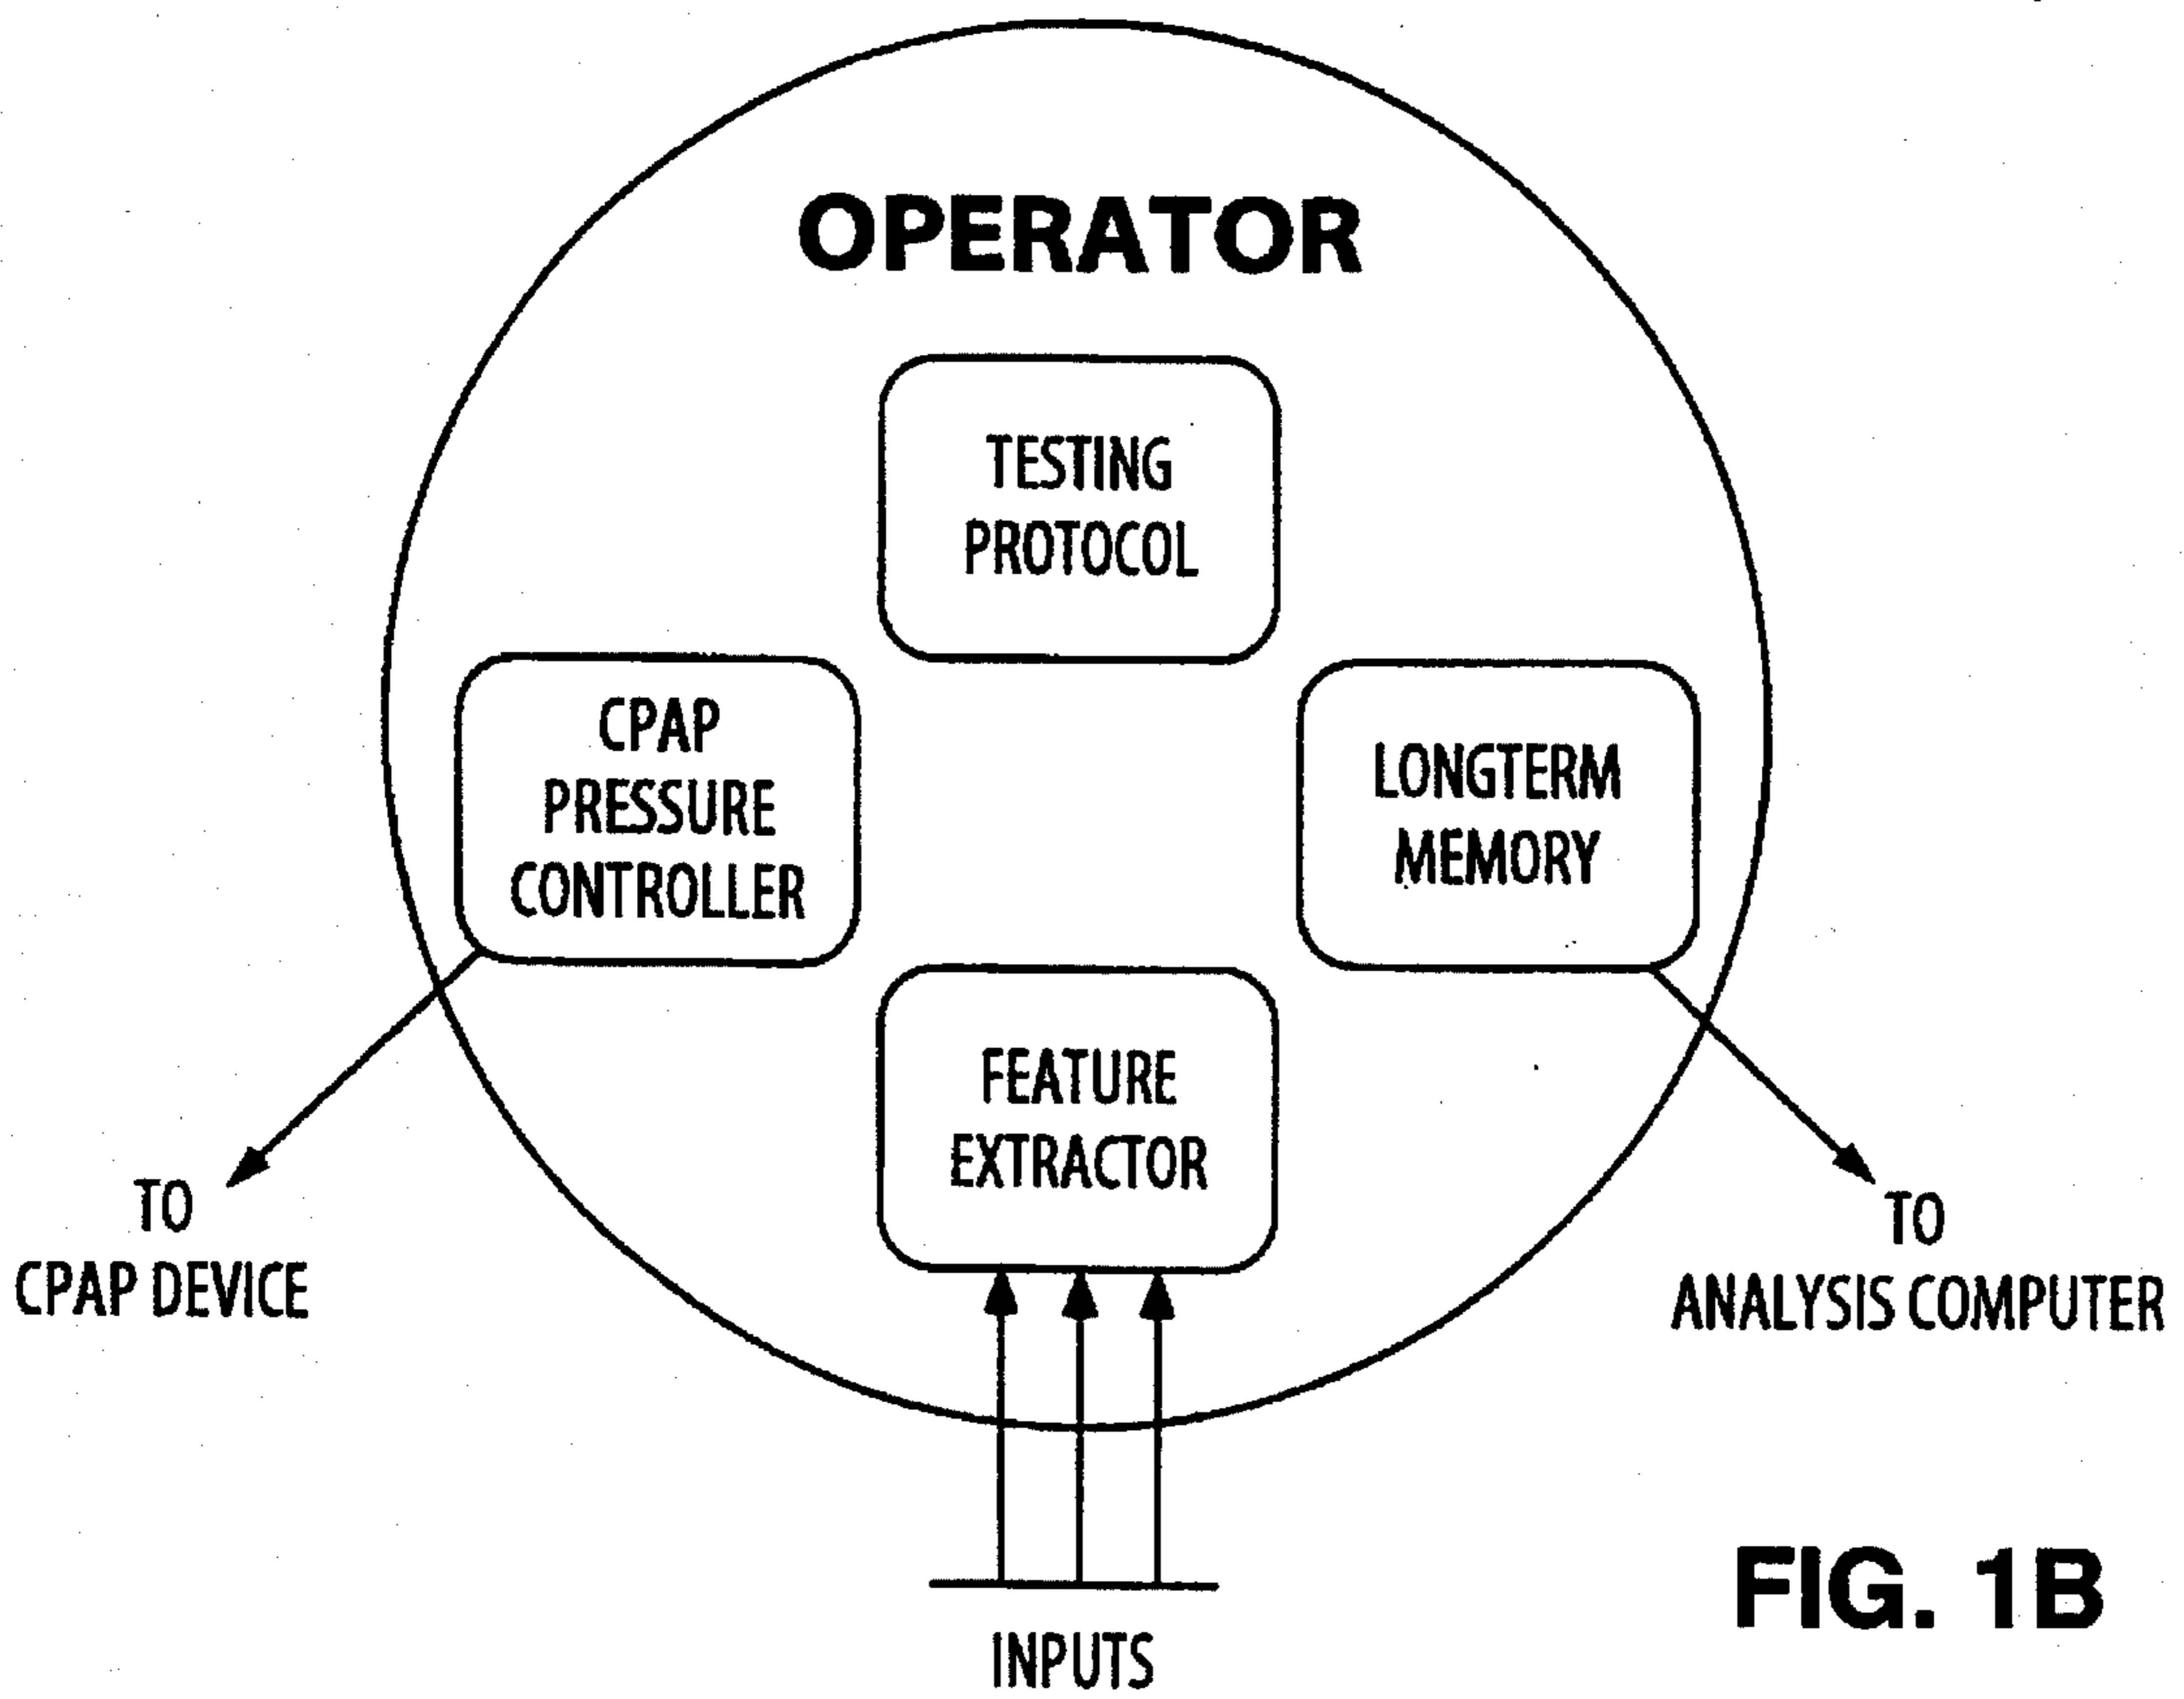 OPERATOR
TESTING
PROTOCOL
CPAP
PRESSURE
CONTROLLER
LONGTERM
MEMORY
FEATURE
EXTRACTOR
TO
CPAP DEVICE
TO
ANALYSIS COMPUTER
INPUTS
FIG. 1B